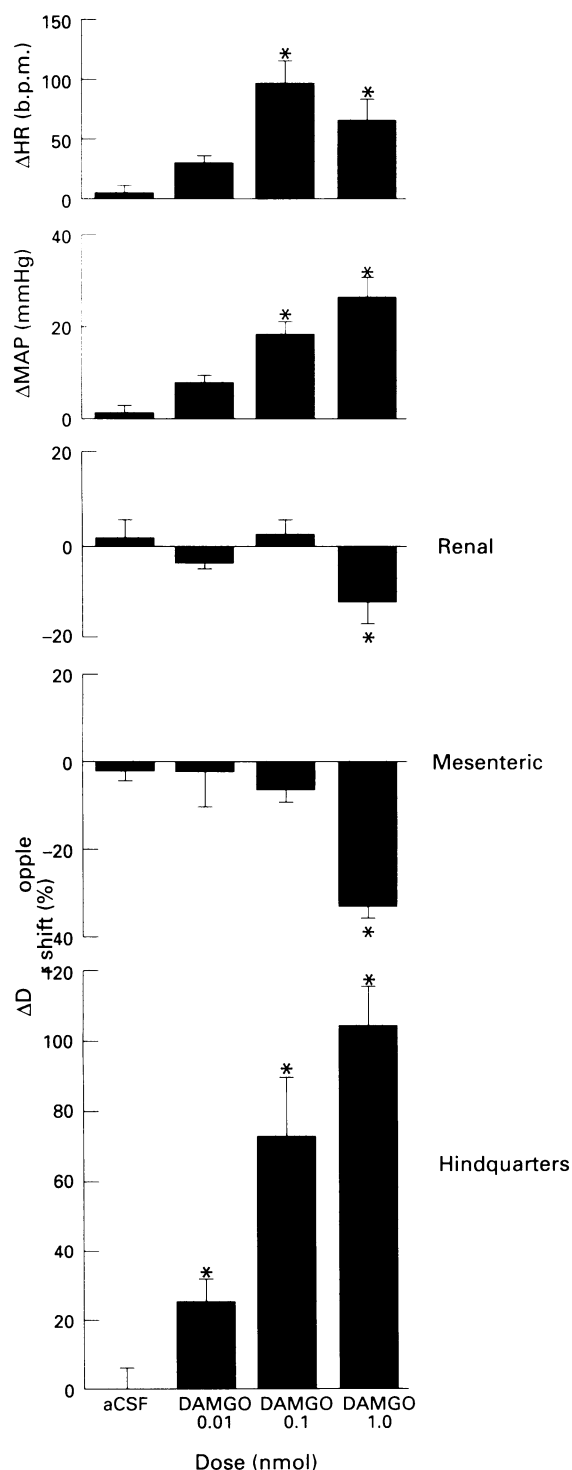 ΔHR (b.p.m.)
150
100
50
0
*
*
ΔMAP (mmHg)
40
20
0
*
*
20
0
−20
*
Renal
20
0
−20
40
*
Mesenteric
ΔD
opple
r shift (%)
120
100
80
60
40
20
0
*
*
*
Hindquarters
aCSF DAMGO DAMGO DAMGO
0.01 0.1 1.0
Dose (nmol)